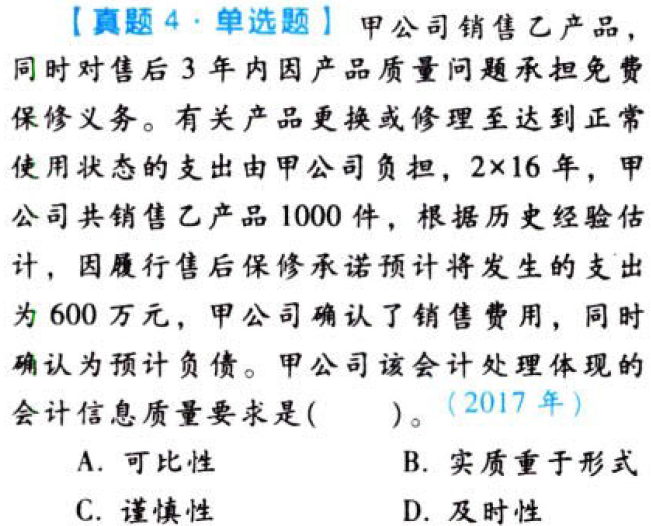 【真题 4·单选题】 甲公司销售乙产品，
同时对售后 3 年内因产品质量问题承担免费
保修义务。有关产品更换或修理至达到正常
使用状态的支出由甲公司负担，2×16 年，甲
公司共销售乙产品 1000 件，根据历史经验估
计，因履行售后保修承诺预计将发生的支出
为 600 万元，甲公司确认了销售费用，同时
确认为预计负债。甲公司该会计处理体现的
会计信息质量要求是(　　)。（2017 年）
A. 可比性　　B. 实质重于形式
C. 谨慎性　　D. 及时性